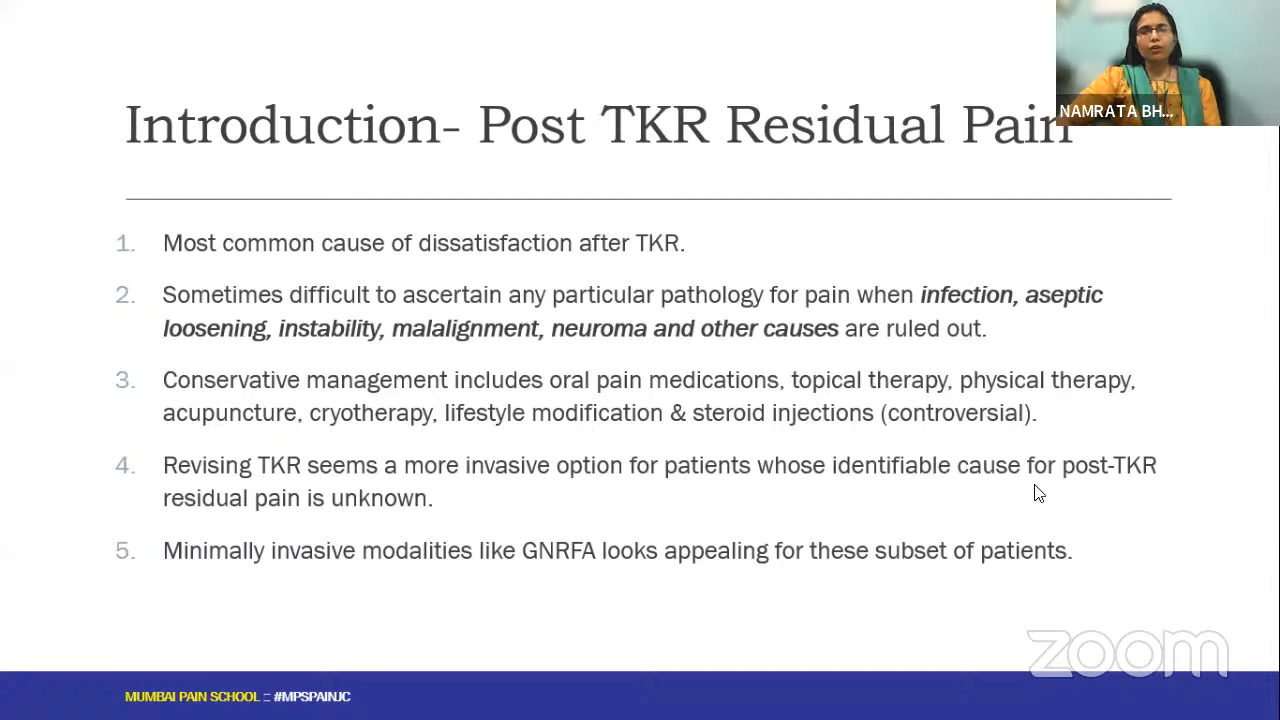 Introduction- Post TKR Residual Pain
NAMRATA BH...
1. Most common cause of dissatisfaction after TKR.
2. Sometimes difficult to ascertain any particular pathology for pain when infection, aseptic
loosening, instability, malalignment, neuroma and other causes are ruled out.
3. Conservative management includes oral pain medications, topical therapy, physical therapy,
acupuncture, cryotherapy, lifestyle modification & steroid injections (controversial).
4. Revising TKR seems a more invasive option for patients whose identifiable cause for post-TKR
residual pain is unknown.
5. Minimally invasive modalities like GNRFA looks appealing for these subset of patients.
zoom
MUMBAI PAIN SCHOOL :: #MPSPAINJC